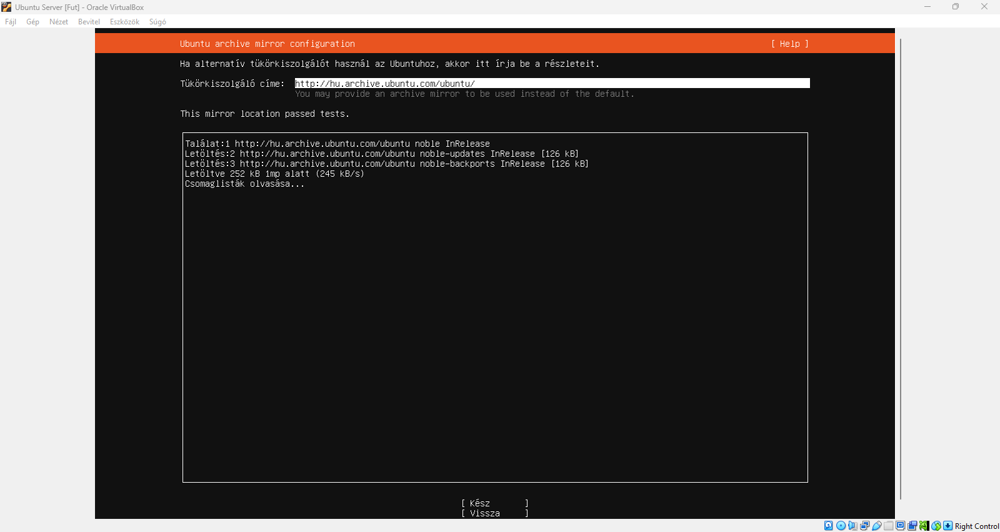 Ubuntu Server [Fut] - Oracle VirtualBox
Fájl Gép Nézet Bevitel Eszközök Súgó
Ubuntu archive mirror configuration [ Help ]
Ha alternatív tükörkiszolgálót használ az Ubuntuhoz, akkor itt írja be a részleteit.
Tükörkiszolgáló címe: http://hu.archive.ubuntu.com/ubuntu/
You may provide an archive mirror to be used instead of the default.
This mirror location passed tests.
Találat:1 http://hu.archive.ubuntu.com/ubuntu noble InRelease
Letöltés:2 http://hu.archive.ubuntu.com/ubuntu noble-updates InRelease [126 kB]
Letöltés:3 http://hu.archive.ubuntu.com/ubuntu noble-backports InRelease [126 kB]
Letöltve 252 kB 1mp alatt (245 kB/s)
Csomaglisták olvasása...
[ Kész ]
[ Vissza ]
Right Control